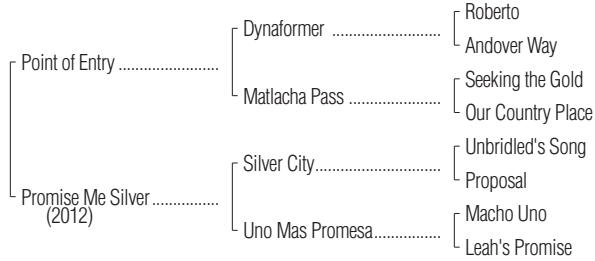 Roberto
Dynaformer ......................
Andover Way
Point of Entry ....................
Seeking the Gold
Matlacha Pass ...................
Our Country Place
Unbridled's Song
Silver City..........................
Proposal
Promise Me Silver..............
(2012)
Macho Uno
Uno Mas Promesa..............
Leah's Promise